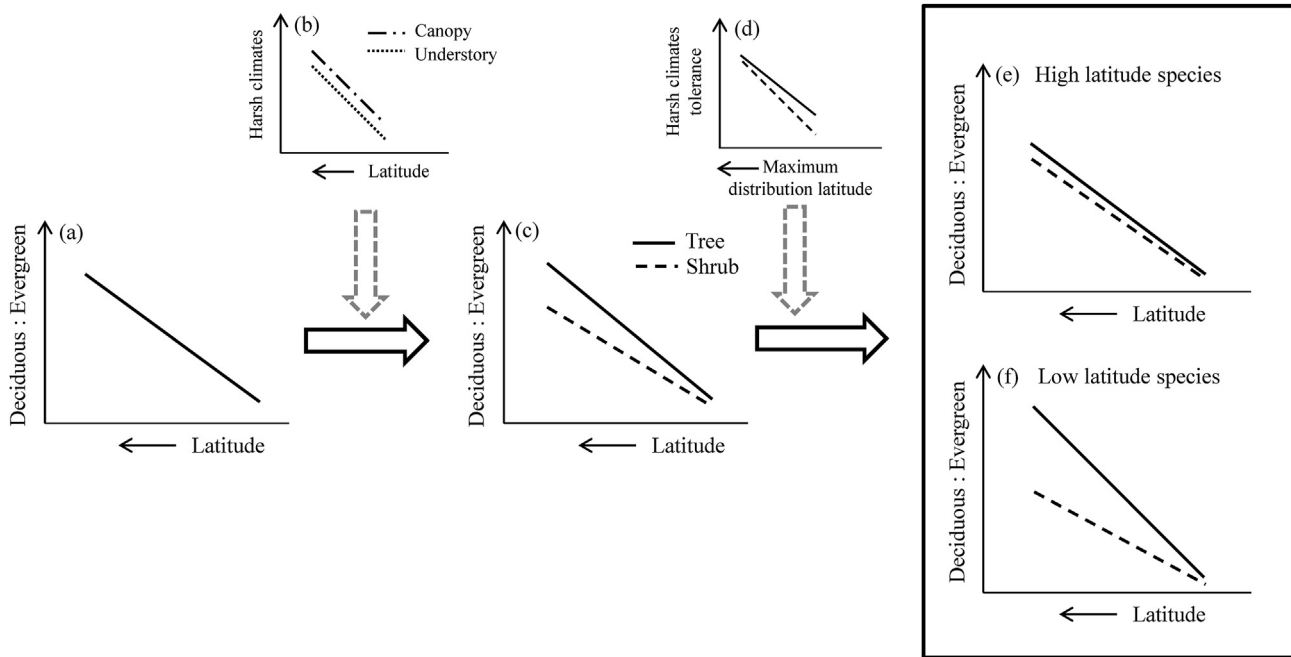 (b)
Canopy
Understory
Harsh climates
Latitude
(d)
Harsh climates
tolerance
Maximum
distribution latitude
(a)
Deciduous : Evergreen
Latitude
(c)
Tree
Shrub
Deciduous : Evergreen
Latitude
(e) High latitude species
Deciduous : Evergreen
Latitude
(f) Low latitude species
Deciduous : Evergreen
Latitude